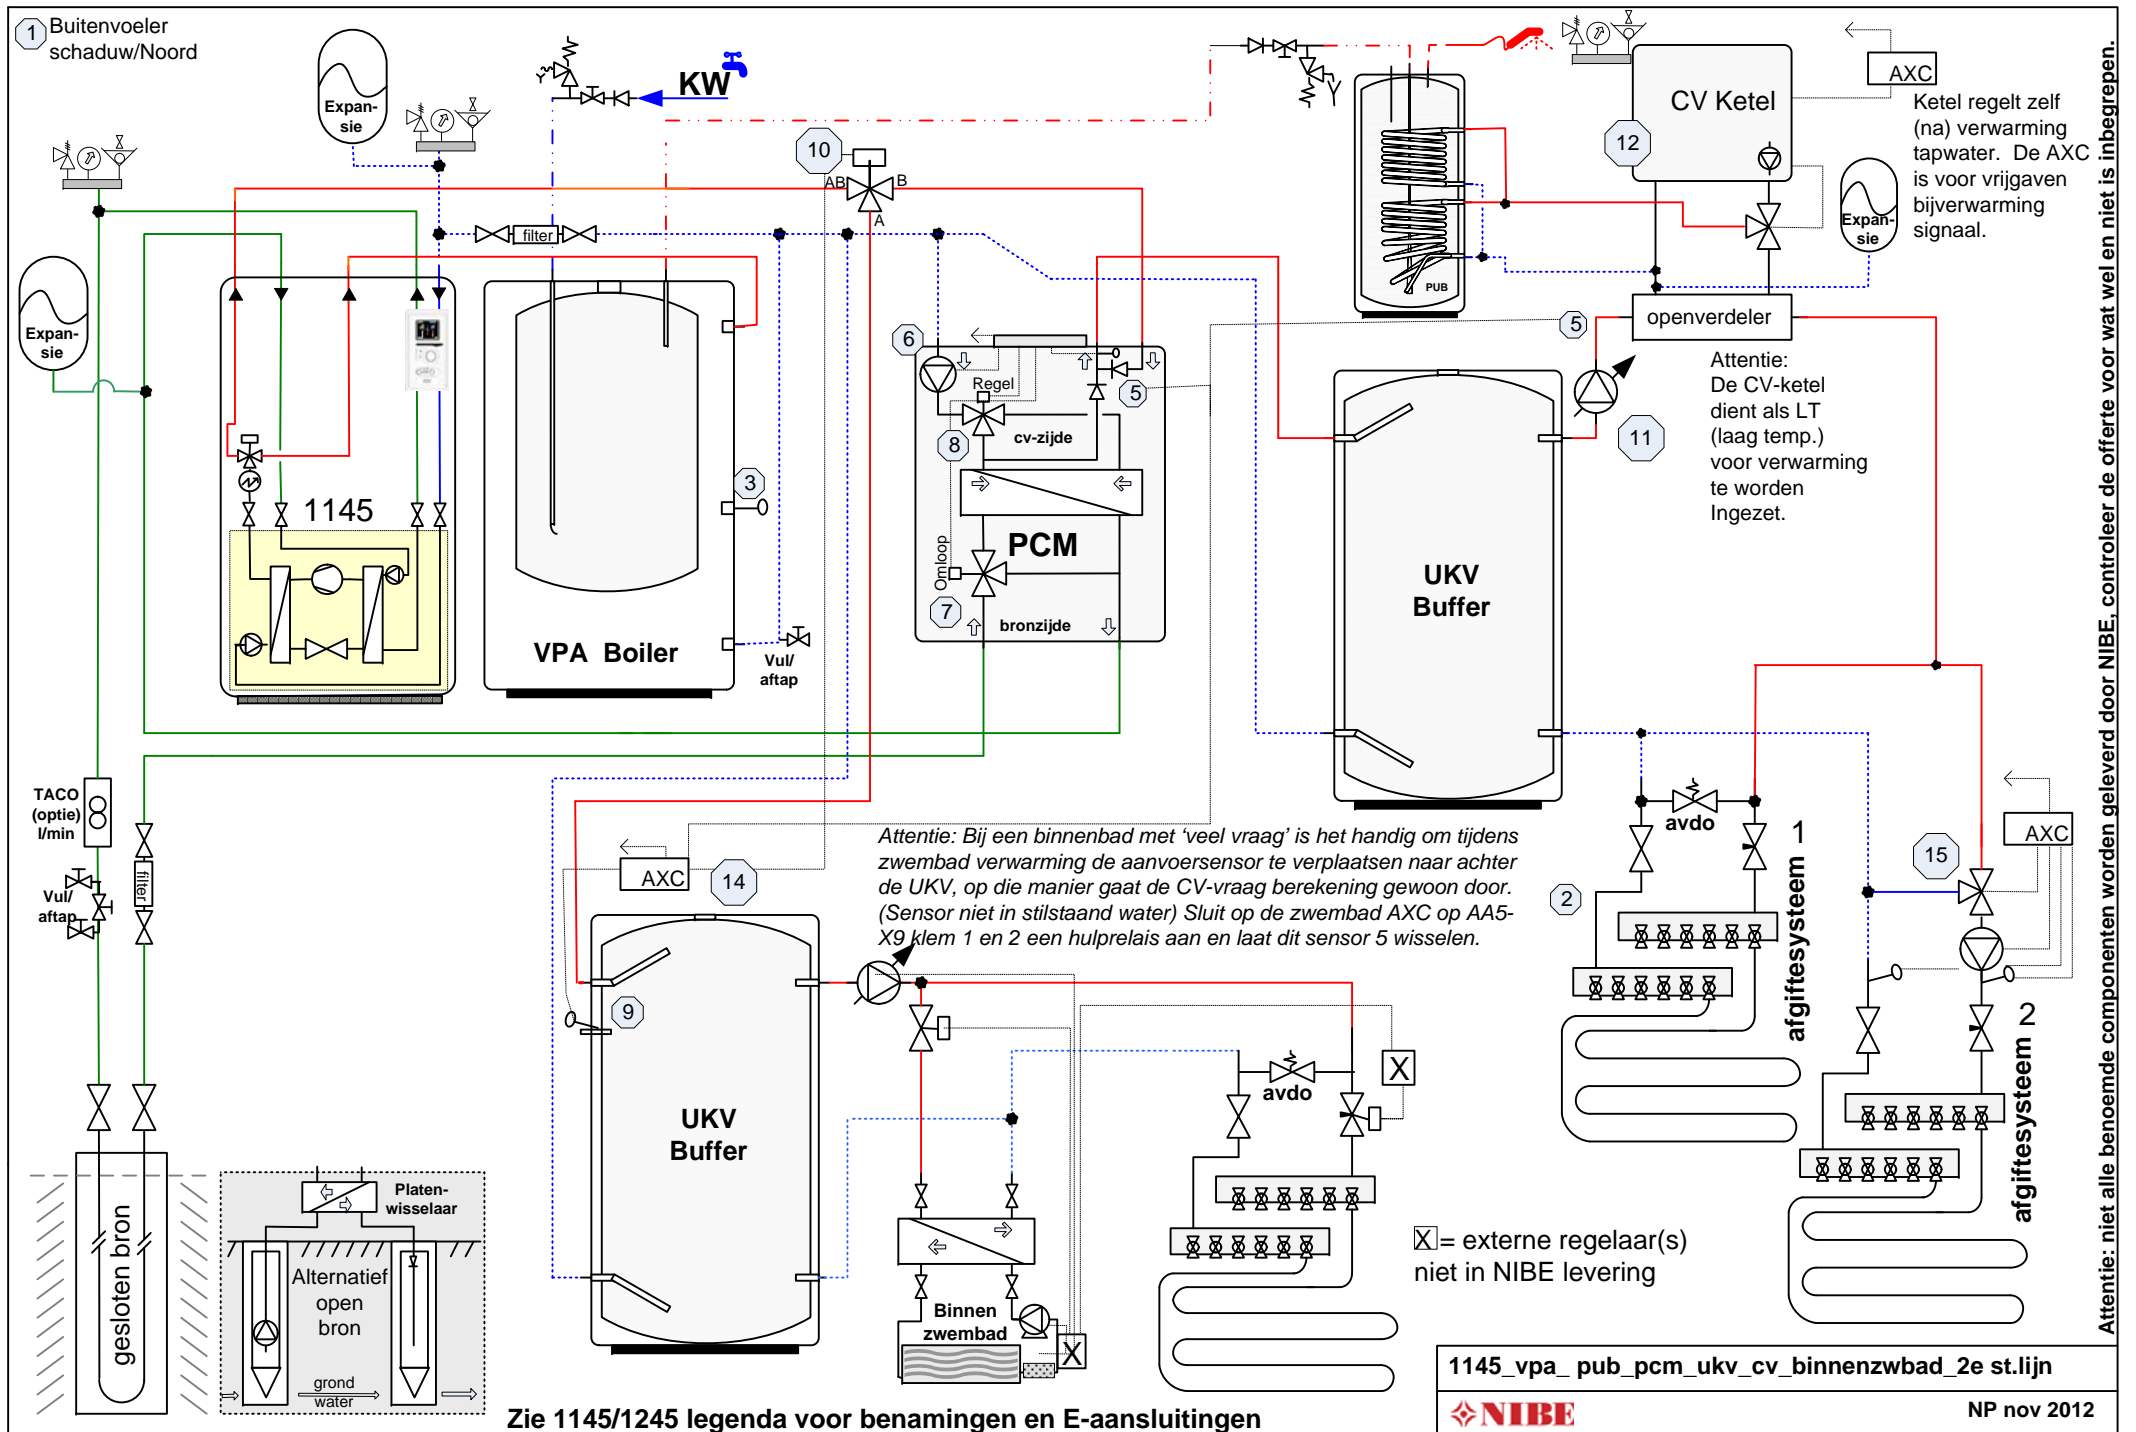 1
Buitenvoeler
schaduw/Noord
Expan-
sie
KW
10
AB
B
A
filter
Expan-
sie
1145
VPA Boiler
3
Vul/
aftap
6
Regel
5
8
cv-zijde
PCM
Omloop
7
bronzijde
PUB
CV Ketel
12
AXC
Ketel regelt zelf
(na) verwarming
tapwater. De AXC
is voor vrijgaven
bijverwarming
signaal.
Expan-
sie
5
openverdeler
Attentie:
De CV-ketel
dient als LT
(laag temp.)
voor verwarming
te worden
Ingezet.
11
UKV
Buffer
TACO
(optie)
l/min
Vul/
aftap
filter
AXC
14
Attentie: Bij een binnenbad met ‘veel vraag’ is het handig om tijdens
zwembad verwarming de aanvoersensor te verplaatsen naar achter
de UKV, op die manier gaat de CV-vraag berekening gewoon door.
(Sensor niet in stilstaand water) Sluit op de zwembad AXC op AA5-
X9 klem 1 en 2 een hulprelais aan en laat dit sensor 5 wisselen.
avdo
2
afgiftesysteem 1
15
AXC
afgiftesysteem 2
9
UKV
Buffer
X
avdo
gesloten bron
Platen-
wisselaar
Alternatief
open
bron
grond
water
Binnen
zwembad
X
X = externe regelaar(s)
niet in NIBE levering
Zie 1145/1245 legenda voor benamingen en E-aansluitingen
1145_vpa_ pub_pcm_ukv_cv_binnenzwbad_2e st.lijn
NIBE
NP nov 2012
Attentie: niet alle benoemde componenten worden geleverd door NIBE, controleer de offerte voor wat wel en niet is inbegrepen.